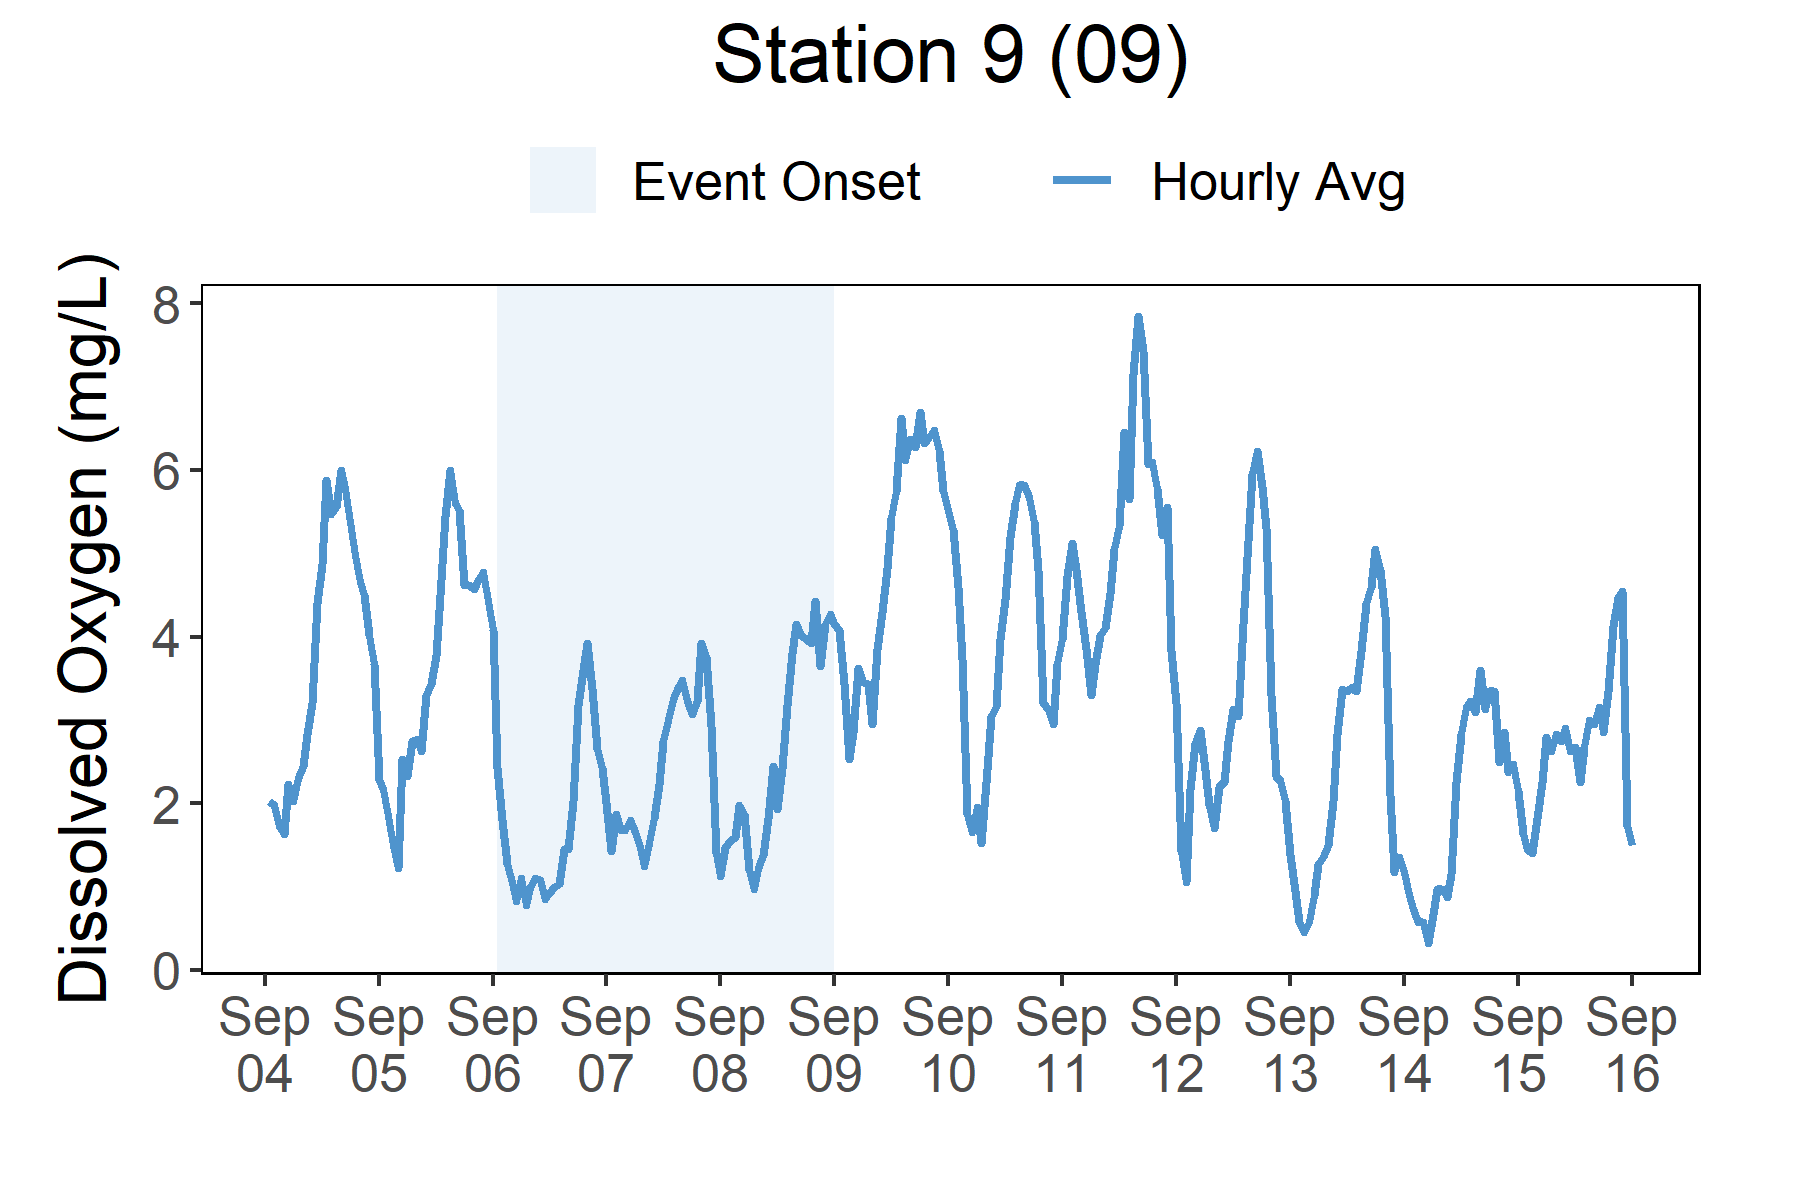 Station 9 (09)
Event Onset
Hourly Avg
Dissolved Oxygen (mg/L)
8
6
4
2
0
Sep 04
Sep 05
Sep 06
Sep 07
Sep 08
Sep 09
Sep 10
Sep 11
Sep 12
Sep 13
Sep 14
Sep 15
Sep 16